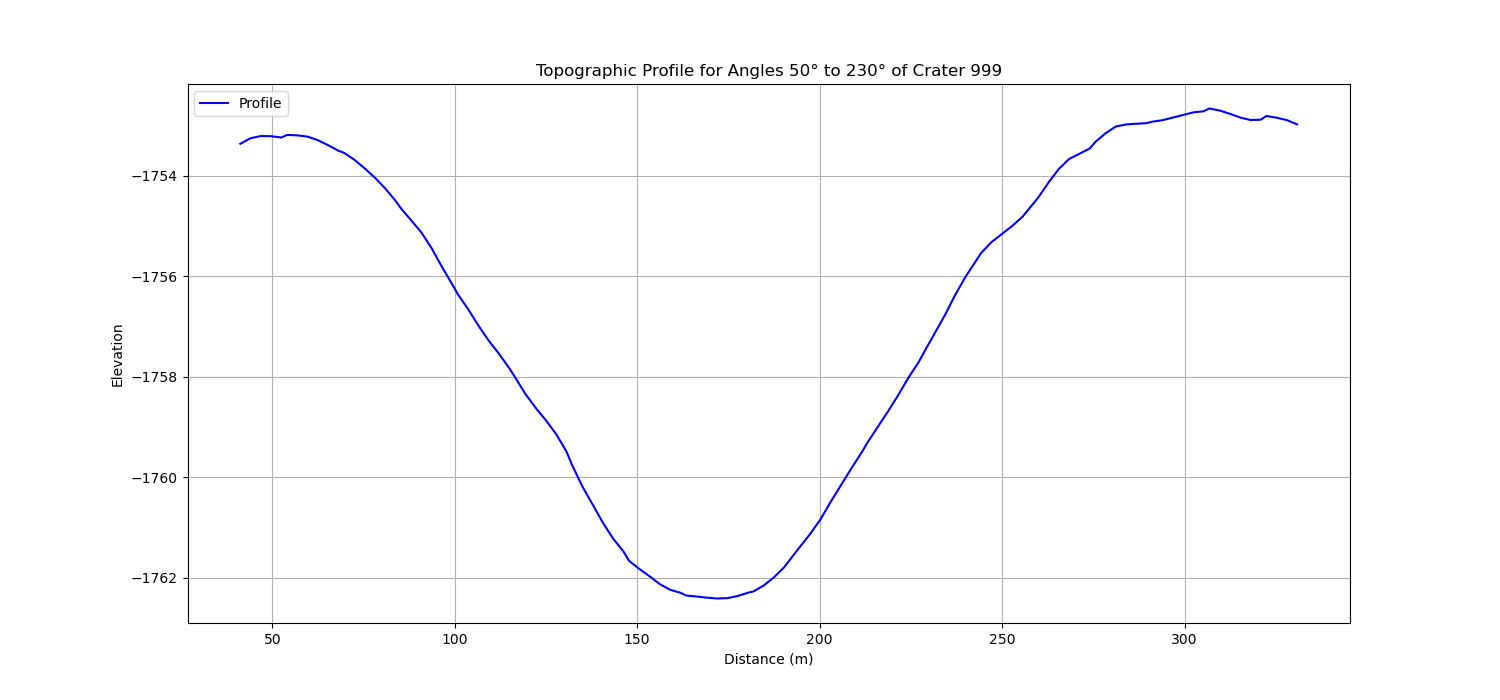 Topographic Profile for Angles 50° to 230° of Crater 999
Profile
−1754
−1756
−1758
−1760
−1762
Elevation
50 100 150 200 250 300
Distance (m)